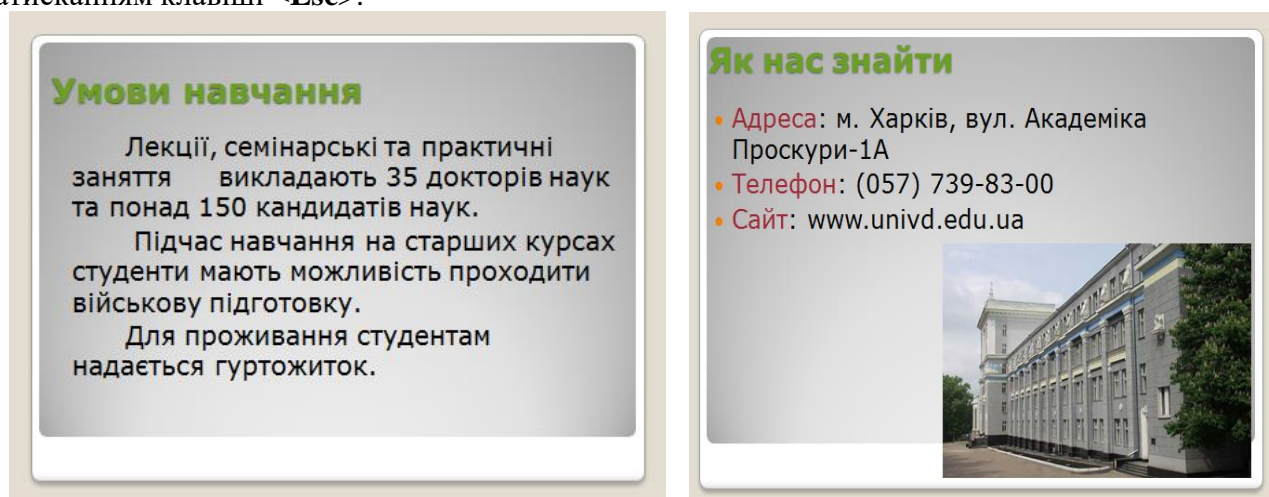 клавіші <Esc>.
Умови навчання
Лекції, семінарські та практичні
заняття викладають 35 докторів наук
та понад 150 кандидатів наук.
Підчас навчання на старших курсах
студенти мають можливість проходити
військову підготовку.
Для проживання студентам
надається гуртожиток.
Як нас знайти
• Адреса: м. Харків, вул. Академіка
Проскури-1А
• Телефон: (057) 739-83-00
• Сайт: www.univd.edu.ua